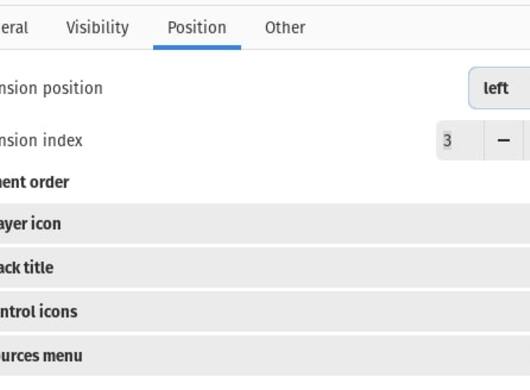 eral Visibility Position Other
nsion position left
nsion index 3 −
nent order
ayer icon
ack title
ntrol icons
ources menu